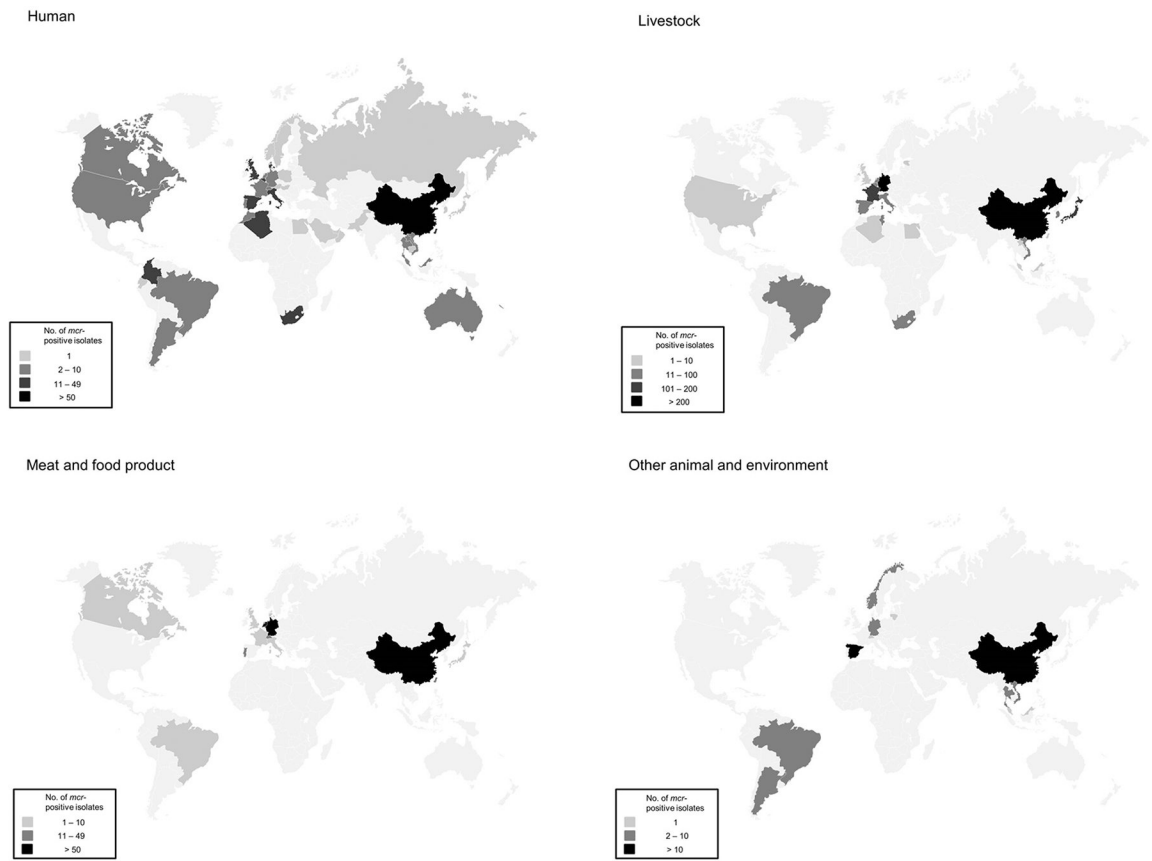 Human
No. of mcr-
positive isolates
1
2 – 10
11 – 49
> 50
Livestock
No. of mcr-
positive isolates
1 – 10
11 – 100
101 – 200
> 200
Meat and food product
No. of mcr-
positive isolates
1 – 10
11 – 49
> 50
Other animal and environment
No. of mcr-
positive isolates
1
2 – 10
> 10